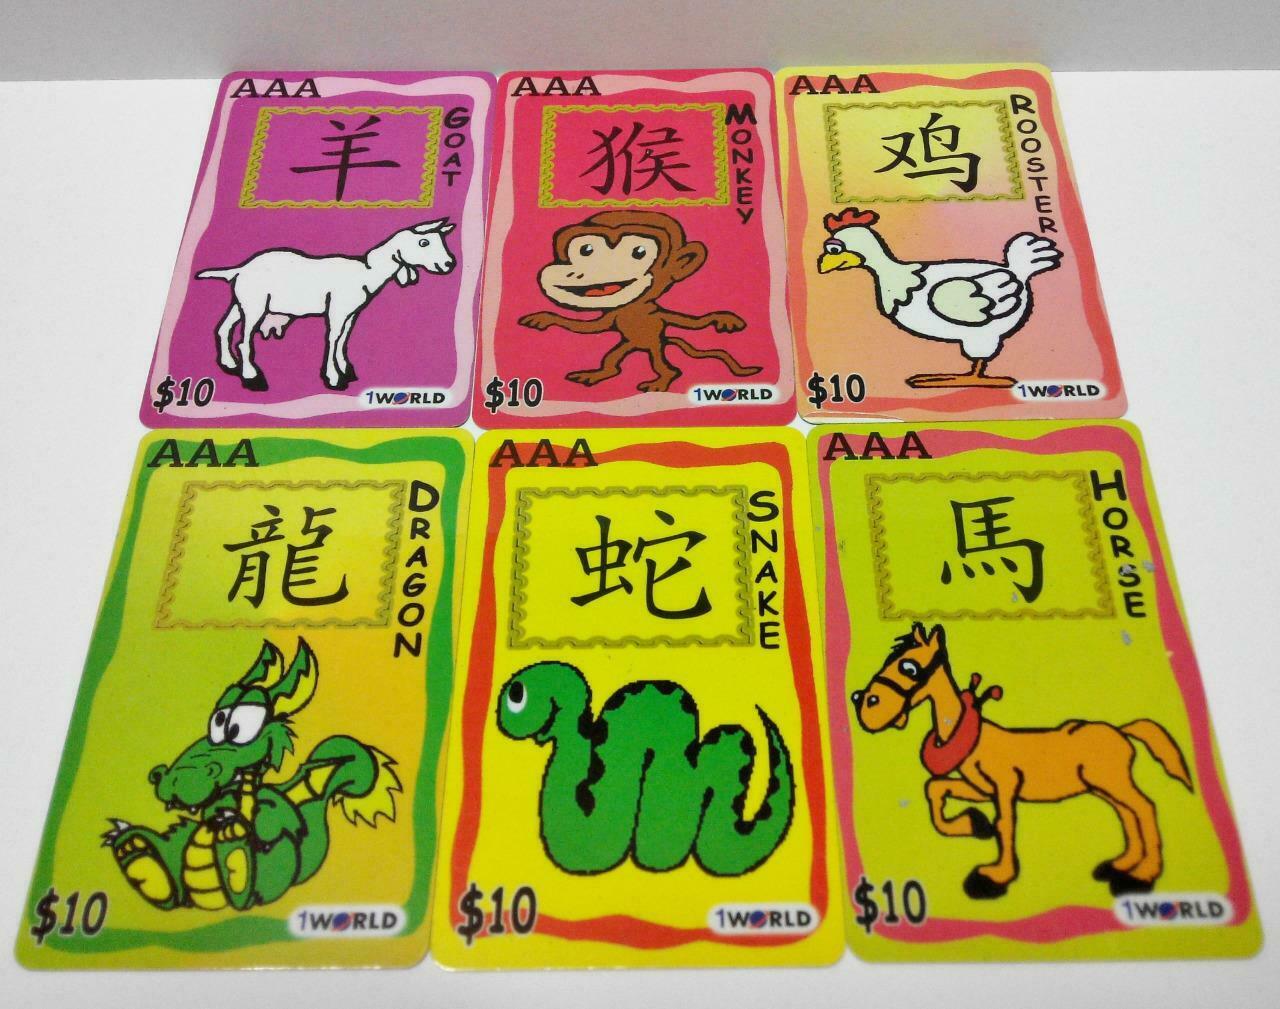 AAA
羊
GOAT
$10
1WORLD
AAA
猴
MONKEY
$10
1WORLD
AAA
鸡
ROOSTER
$10
1WORLD
AAA
龍
DRAGON
$10
1WORLD
AAA
蛇
SNAKE
$10
1WORLD
AAA
馬
HORSE
$10
1WORLD